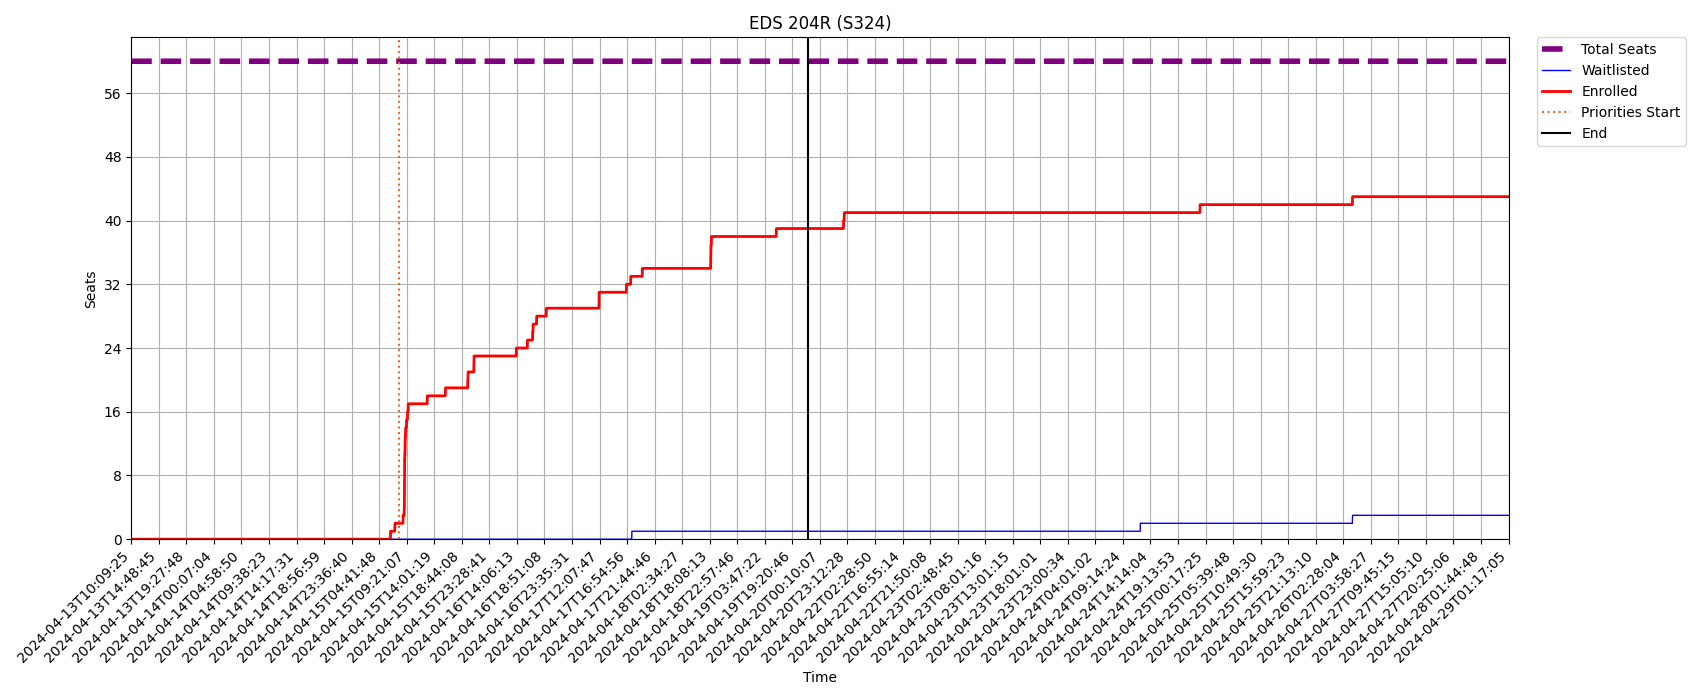 EDS 204R (S324)
Total Seats
Waitlisted
Enrolled
Priorities Start
End
Seats
56
48
40
32
24
16
8
0
2024-04-13T10:09:25
2024-04-13T14:48:45
2024-04-13T19:27:48
2024-04-14T00:07:04
2024-04-14T04:58:50
2024-04-14T09:38:23
2024-04-14T14:17:31
2024-04-14T18:56:59
2024-04-14T23:36:40
2024-04-15T04:41:48
2024-04-15T09:21:07
2024-04-15T14:01:19
2024-04-15T18:44:08
2024-04-15T23:28:41
2024-04-16T14:06:13
2024-04-16T18:51:08
2024-04-16T23:35:31
2024-04-17T12:07:47
2024-04-17T16:54:56
2024-04-17T21:44:46
2024-04-18T02:34:27
2024-04-18T18:08:13
2024-04-18T22:57:46
2024-04-19T03:47:22
2024-04-19T19:20:46
2024-04-20T00:10:07
2024-04-20T23:12:28
2024-04-22T02:28:50
2024-04-22T16:55:14
2024-04-22T21:50:08
2024-04-23T02:48:45
2024-04-23T08:01:16
2024-04-23T13:01:15
2024-04-23T18:01:01
2024-04-23T23:00:34
2024-04-24T04:01:02
2024-04-24T09:14:24
2024-04-24T14:14:04
2024-04-24T19:13:53
2024-04-25T00:17:25
2024-04-25T05:39:48
2024-04-25T10:49:30
2024-04-25T15:59:23
2024-04-25T21:13:10
2024-04-26T02:28:04
2024-04-27T03:58:27
2024-04-27T09:45:15
2024-04-27T15:05:10
2024-04-27T20:25:06
2024-04-28T01:44:48
2024-04-29T01:17:05
Time